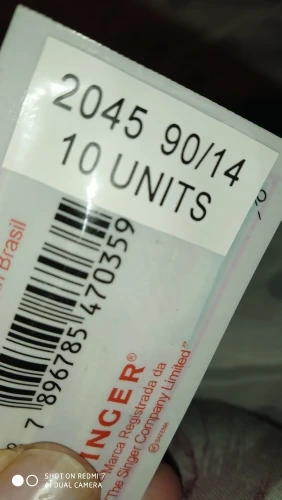 2045 90/14
10 UNITS
Brasil
7 896785 470359
INGER®
Marca Registrada da
The Singer Company Limited."
SHOT ON REDMI 7
AI DUAL CAMERA